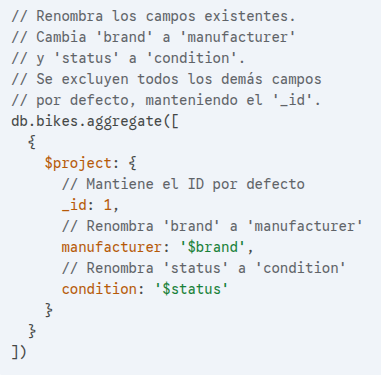 // Renombra los campos existentes.
// Cambia 'brand' a 'manufacturer'
// y 'status' a 'condition'.
// Se excluyen todos los demás campos
// por defecto, manteniendo el '_id'.
db.bikes.aggregate([
  {
    $project: {
      // Mantiene el ID por defecto
      _id: 1,
      // Renombra 'brand' a 'manufacturer'
      manufacturer: '$brand',
      // Renombra 'status' a 'condition'
      condition: '$status'
    }
  }
])